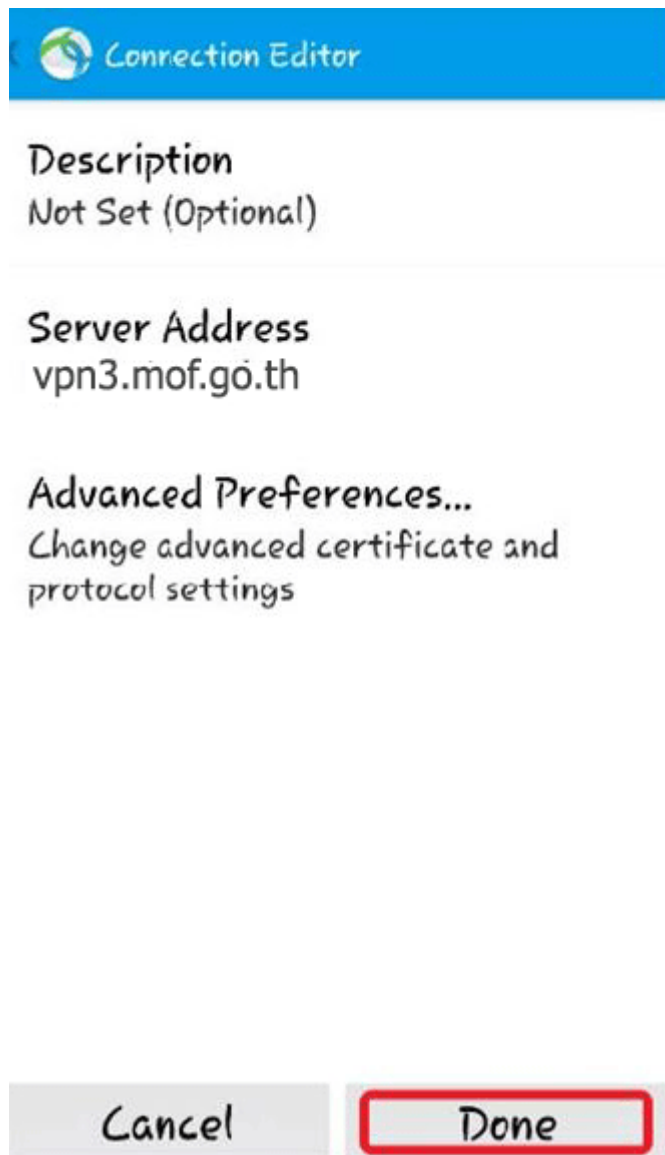 Connection Editor
Description
Not Set (Optional)
Server Address
vpn3.mof.go.th
Advanced Preferences...
Change advanced certificate and
protocol settings
Cancel
Done